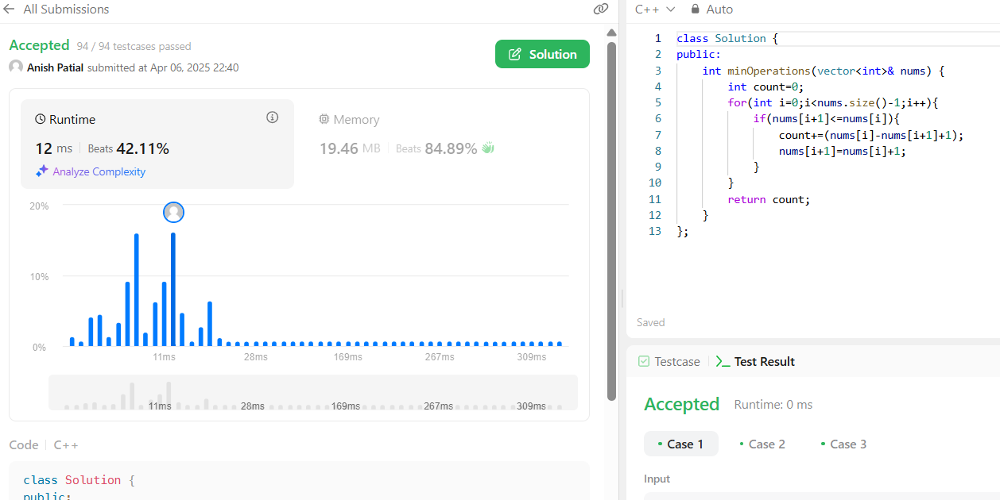 All Submissions
Accepted 94 / 94 testcases passed
Anish Patial submitted at Apr 06, 2025 22:40
Solution
Runtime
12 ms Beats 42.11%
Analyze Complexity
Memory
19.46 MB Beats 84.89%
20%
10%
0%
11ms 28ms 169ms 267ms 309ms
11ms 28ms 169ms 267ms 309ms
Code C++
class Solution {
public:
C++ Auto
1 class Solution {
2 public:
3 int minOperations(vector<int>& nums) {
4 int count=0;
5 for(int i=0;i<nums.size()-1;i++){
6 if(nums[i+1]<=nums[i]){
7 count+=(nums[i]-nums[i+1]+1);
8 nums[i+1]=nums[i]+1;
9 }
10 }
11 return count;
12 }
13 };
Saved
Testcase Test Result
Accepted Runtime: 0 ms
Case 1 Case 2 Case 3
Input